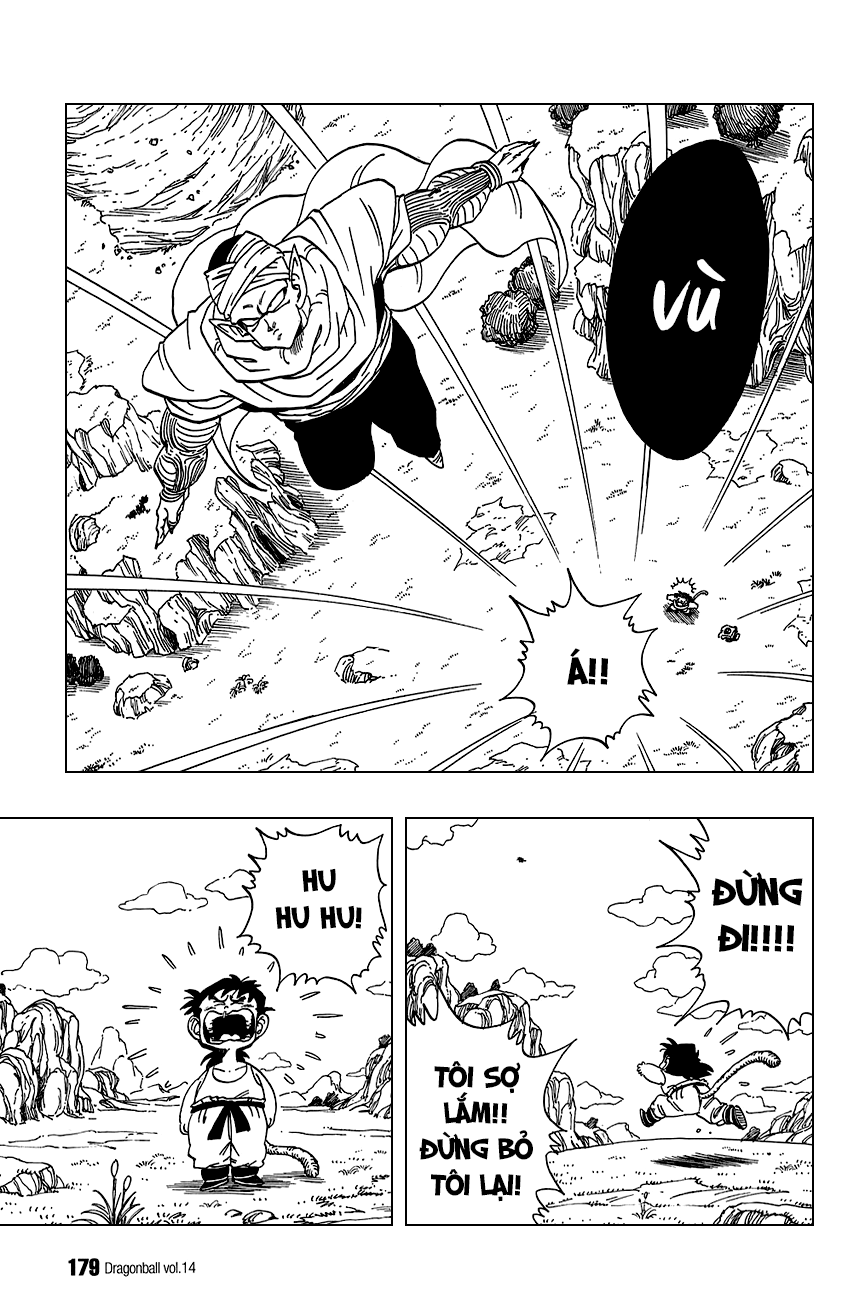 VÙ
Á!!
ĐỪNG
ĐI!!!!
TÔI SỢ
LẮM!!
ĐỪNG BỎ
TÔI LẠI!
HU
HU HU!
179 Dragonball vol.14